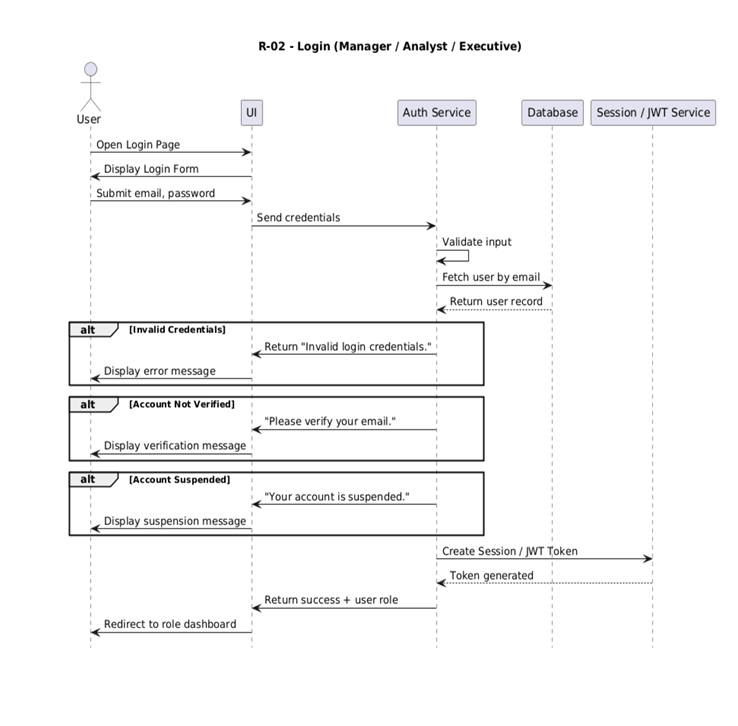 R-02 - Login (Manager / Analyst / Executive)
User
UI
Auth Service
Database
Session / JWT Service
Open Login Page
Display Login Form
Submit email, password
Send credentials
Validate input
Fetch user by email
Return user record
alt [Invalid Credentials]
Return "Invalid login credentials."
Display error message
alt [Account Not Verified]
"Please verify your email."
Display verification message
alt [Account Suspended]
"Your account is suspended."
Display suspension message
Create Session / JWT Token
Token generated
Return success + user role
Redirect to role dashboard